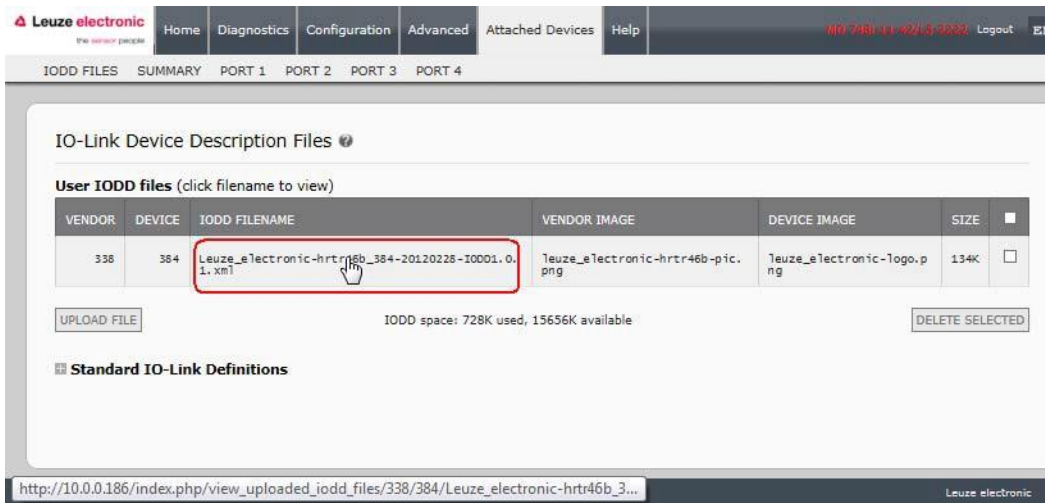 Leuze electronic
the sensor people
Home Diagnostics Configuration Advanced Attached Devices Help
Logout
IODD FILES SUMMARY PORT 1 PORT 2 PORT 3 PORT 4
IO-Link Device Description Files
User IODD files (click filename to view)
VENDOR DEVICE IODD FILENAME VENDOR IMAGE DEVICE IMAGE SIZE
338 384 Leuze_electronic-hrtr46b_384-20120228-IODD1.0. leuze_electronic-hrtr46b-pic. leuze_electronic-logo.p 134K
1.xml png ng
UPLOAD FILE IODD space: 728K used, 15656K available DELETE SELECTED
Standard IO-Link Definitions
http://10.0.0.186/index.php/view_uploaded_iodd_files/338/384/Leuze_electronic-hrtr46b_3...
Leuze electronic